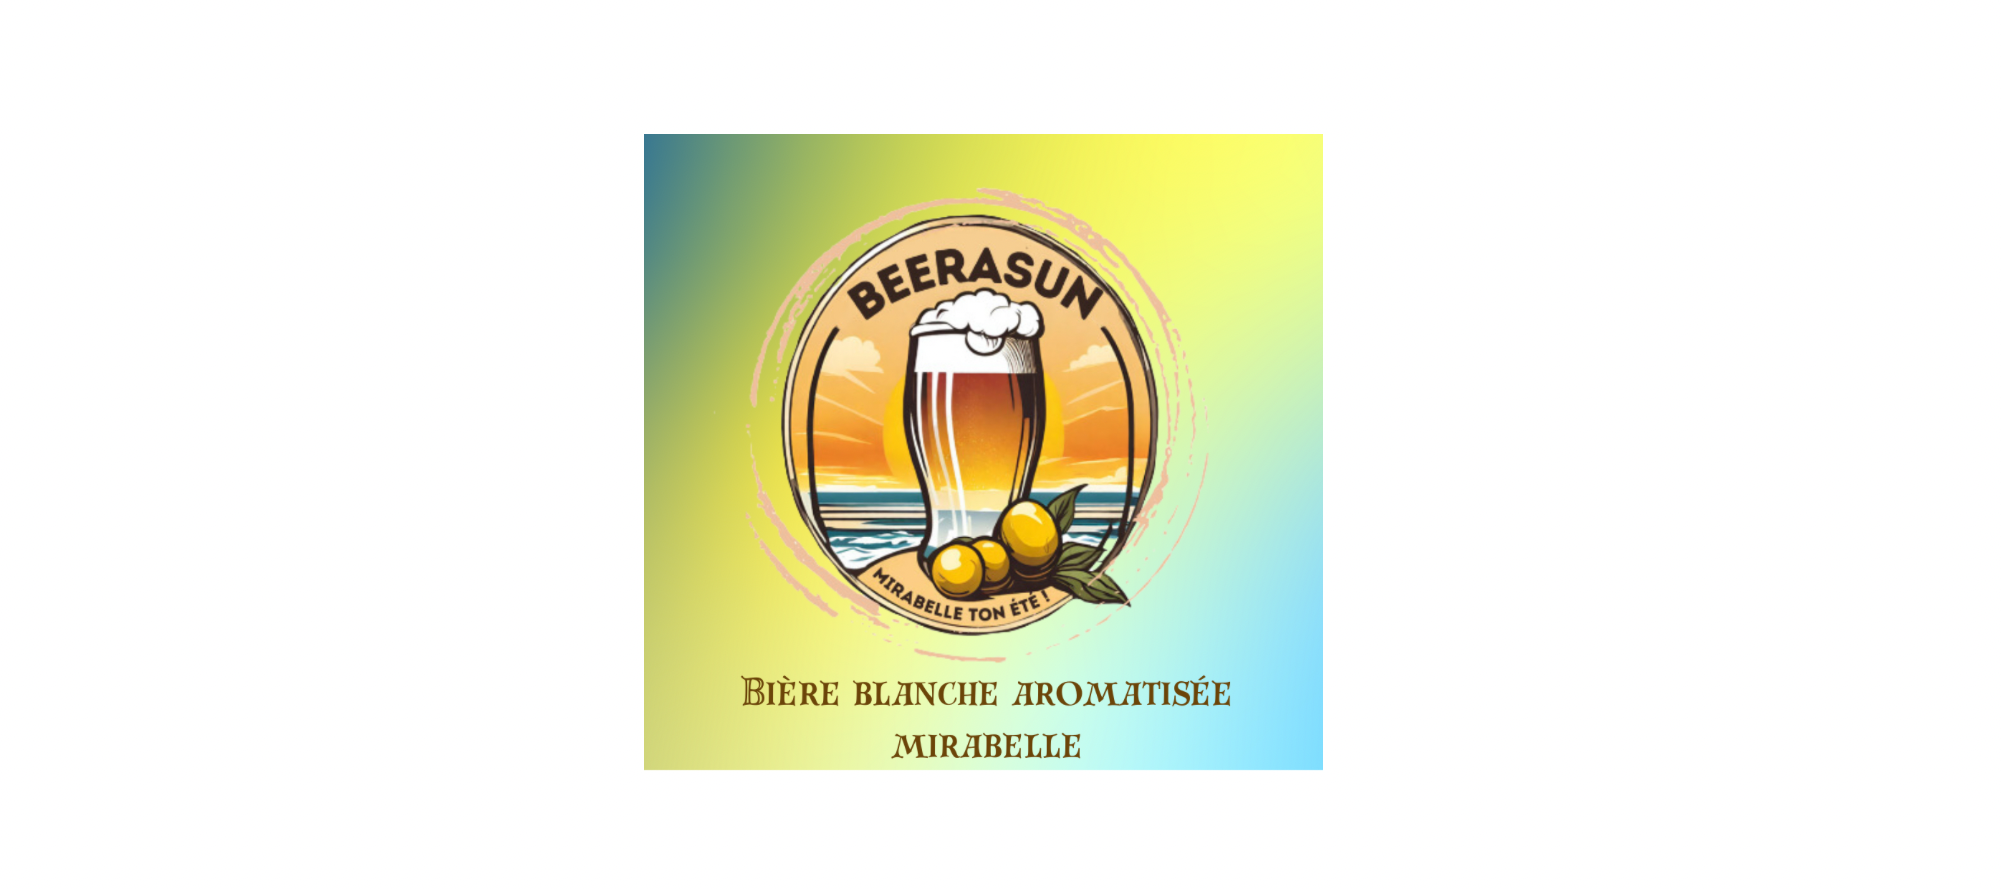 BEERASUN
MIRABELLE TON ÉTÉ !
Bière blanche aromatisée
mirabelle